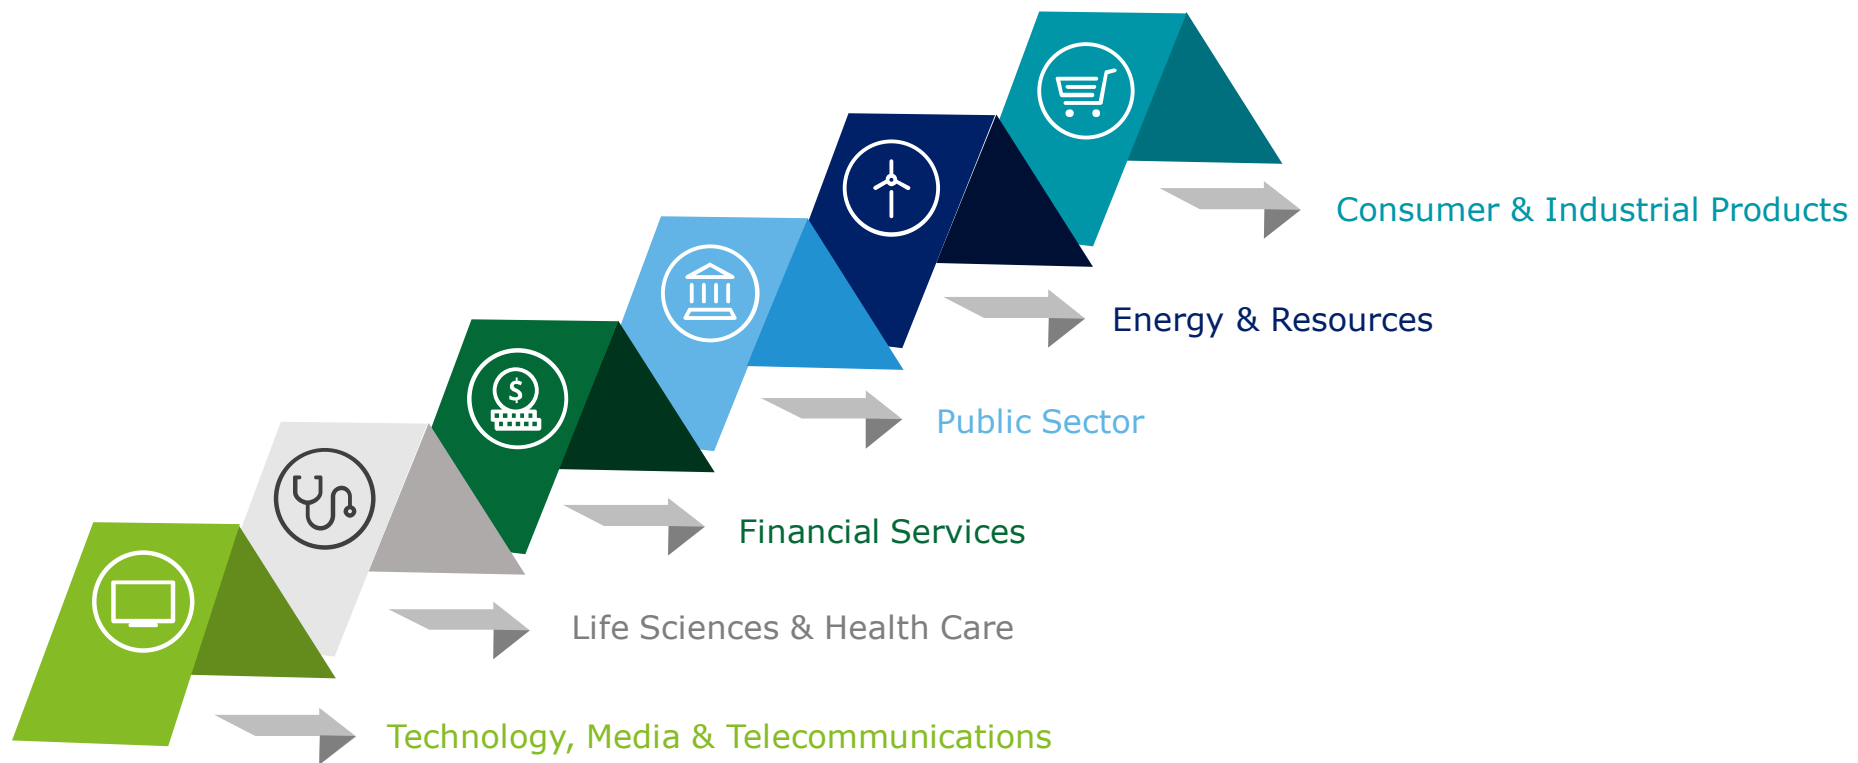 Consumer & Industrial Products
Energy & Resources
Public Sector
$
Financial Services
Life Sciences & Health Care
Technology, Media & Telecommunications